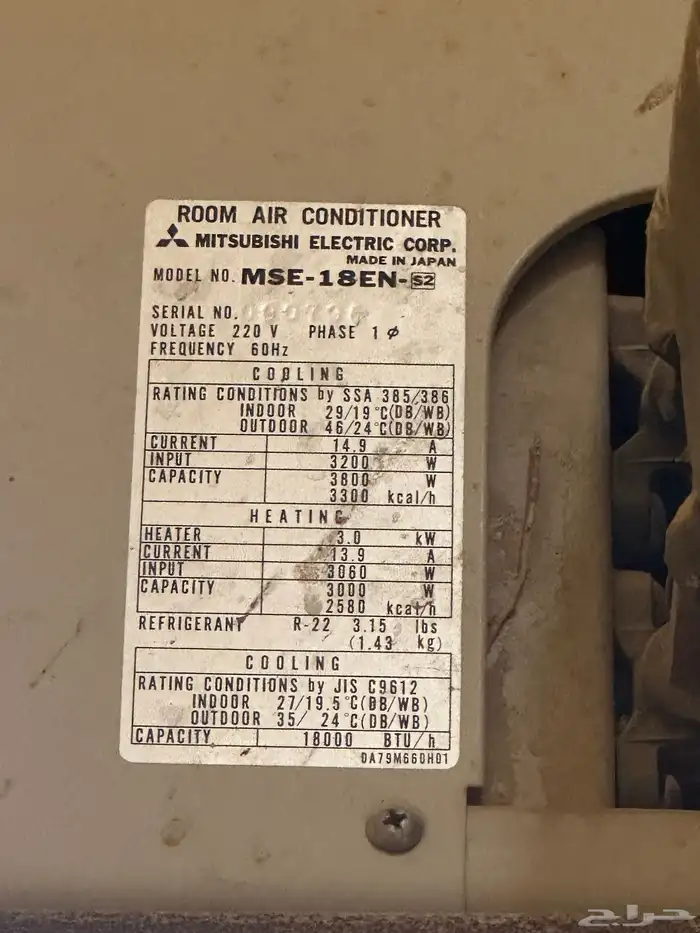 ROOM AIR CONDITIONER
MITSUBISHI ELECTRIC CORP.
MADE IN JAPAN
MODEL NO. MSE-18EN-S2
SERIAL NO.
VOLTAGE 220 V PHASE 1 ϕ
FREQUENCY 60Hz
COOLING
RATING CONDITIONS by SSA 385/386
INDOOR 29/19°C(DB/WB)
OUTDOOR 46/24°C(DB/WB)
CURRENT 14.9 A
INPUT 3200 W
CAPACITY 3800 W
3300 kcal/h
HEATING
HEATER 3.0 kW
CURRENT 13.9 A
INPUT 3060 W
CAPACITY 3000 W
2580 kcal/h
REFRIGERANT R-22 3.15 lbs
(1.43 kg)
COOLING
RATING CONDITIONS by JIS C9612
INDOOR 27/19.5°C(DB/WB)
OUTDOOR 35/ 24°C(DB/WB)
CAPACITY 18000 BTU/h
DA79M660H01
حراج